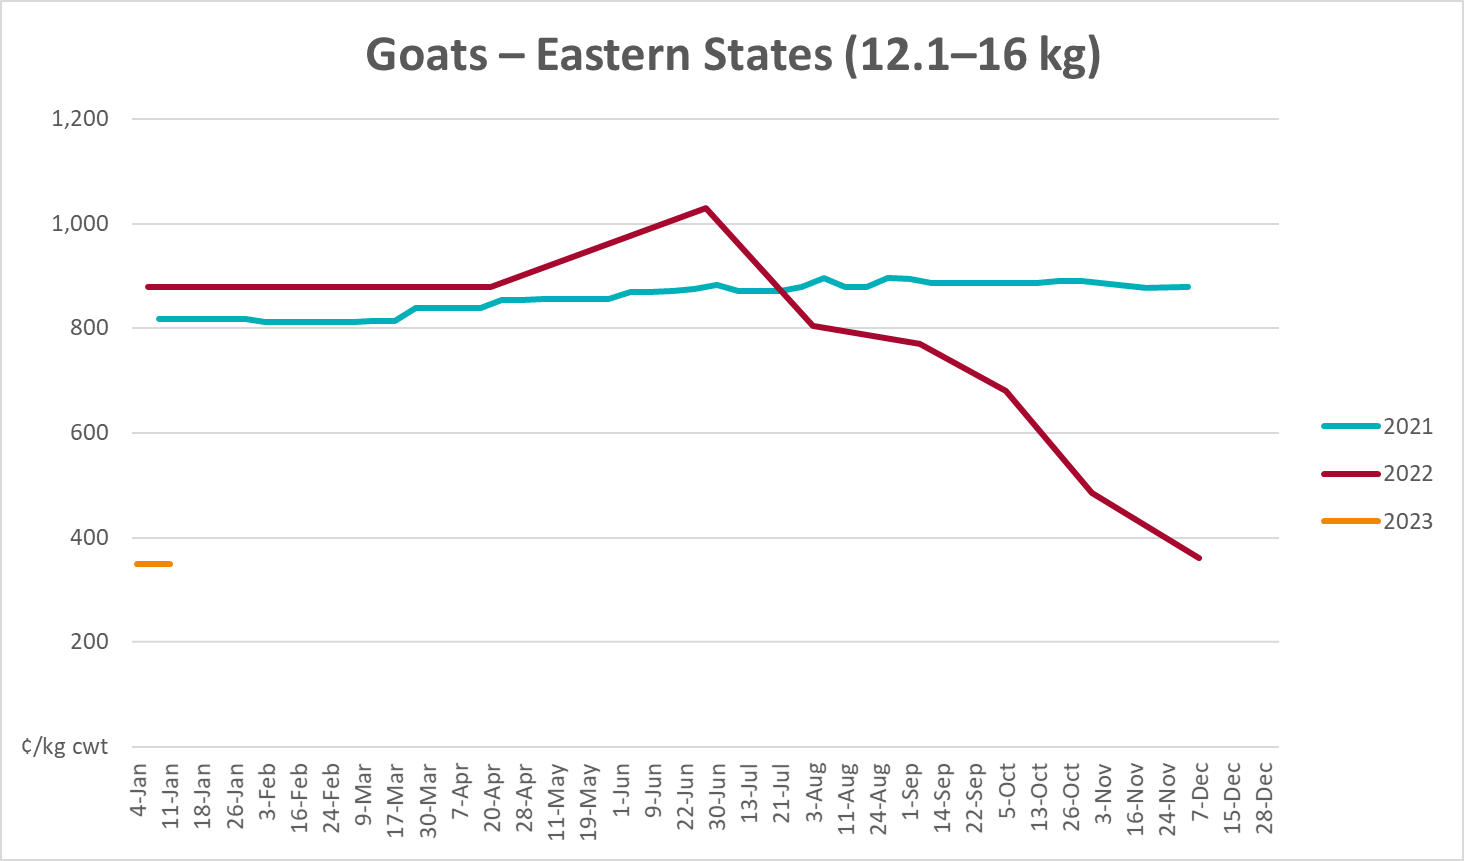 Goats – Eastern States (12.1–16 kg)
1,200
1,000
800
600
400
200
¢/kg cwt
4-Jan
11-Jan
18-Jan
26-Jan
3-Feb
16-Feb
24-Feb
9-Mar
17-Mar
30-Mar
7-Apr
20-Apr
28-Apr
11-May
19-May
1-Jun
9-Jun
22-Jun
30-Jun
13-Jul
21-Jul
3-Aug
11-Aug
24-Aug
1-Sep
14-Sep
22-Sep
5-Oct
13-Oct
26-Oct
3-Nov
16-Nov
24-Nov
7-Dec
15-Dec
28-Dec
2021
2022
2023